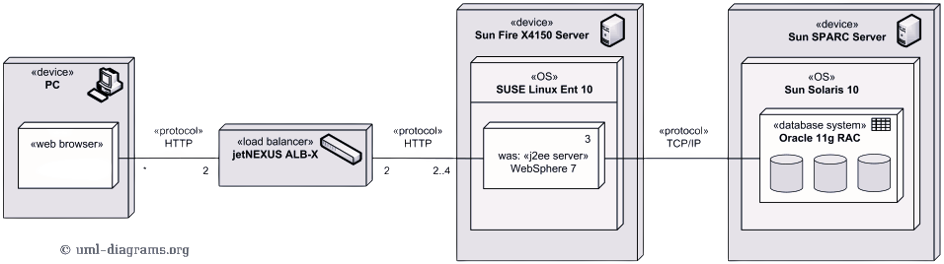 «device»
PC
«web browser»
«protocol»
HTTP
*
2
«load balancer»
jetNEXUS ALB-X
«protocol»
HTTP
2
2..4
«device»
Sun Fire X4150 Server
«OS»
SUSE Linux Ent 10
3
was: «j2ee server»
WebSphere 7
«protocol»
TCP/IP
«device»
Sun SPARC Server
«OS»
Sun Solaris 10
«database system»
Oracle 11g RAC
© uml-diagrams.org